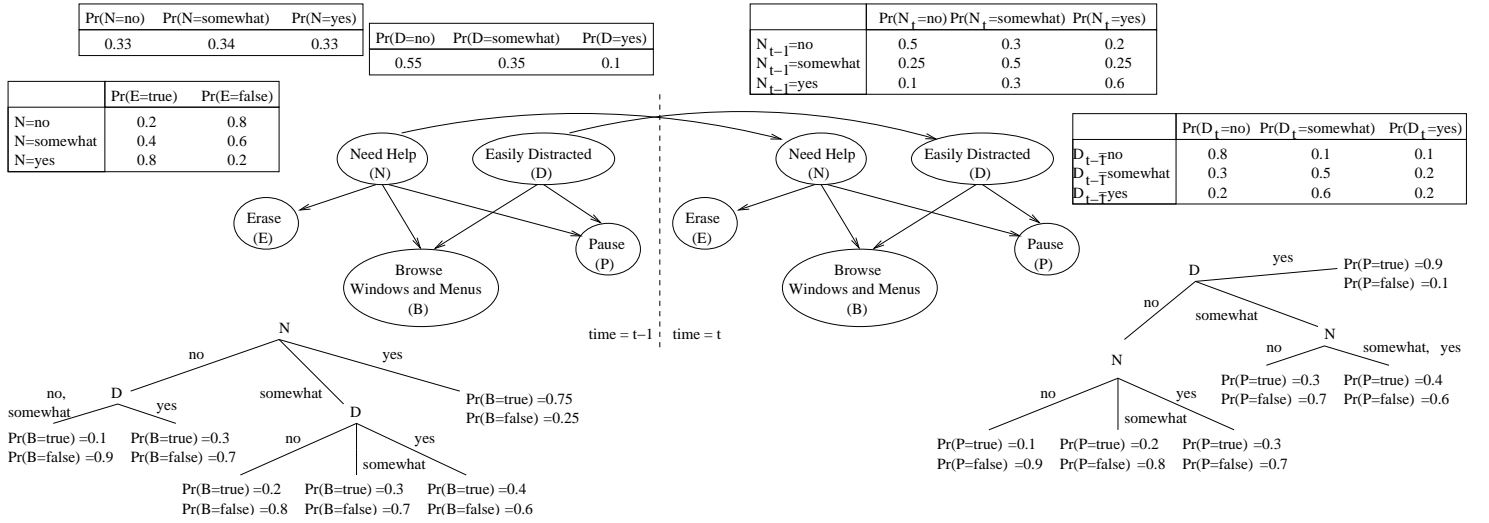 Pr(N=no) Pr(N=somewhat) Pr(N=yes)
0.33 0.34 0.33
Pr(D=no) Pr(D=somewhat) Pr(D=yes)
0.55 0.35 0.1
Pr(E=true) Pr(E=false)
N=no 0.2 0.8
N=somewhat 0.4 0.6
N=yes 0.8 0.2
Pr(N_t=no) Pr(N_t=somewhat) Pr(N_t=yes)
N_t−1=no 0.5 0.3 0.2
N_t−1=somewhat 0.25 0.5 0.25
N_t−1=yes 0.1 0.3 0.6
Pr(D_t=no) Pr(D_t=somewhat) Pr(D_t=yes)
D_t−1=no 0.8 0.1 0.1
D_t−1=somewhat 0.3 0.5 0.2
D_t−1=yes 0.2 0.6 0.2
Need Help
(N)
Easily Distracted
(D)
Erase
(E)
Pause
(P)
Browse
Windows and Menus
(B)
time = t−1
time = t
Need Help
(N)
Easily Distracted
(D)
Erase
(E)
Pause
(P)
Browse
Windows and Menus
(B)
N
no
somewhat
yes
D
no,
somewhat
yes
Pr(B=true) =0.1
Pr(B=false) =0.9
Pr(B=true) =0.3
Pr(B=false) =0.7
D
no
somewhat
yes
Pr(B=true) =0.2
Pr(B=false) =0.8
Pr(B=true) =0.3
Pr(B=false) =0.7
Pr(B=true) =0.4
Pr(B=false) =0.6
Pr(B=true) =0.75
Pr(B=false) =0.25
D
no
somewhat
yes
Pr(P=true) =0.9
Pr(P=false) =0.1
N
no
somewhat, yes
Pr(P=true) =0.3
Pr(P=false) =0.7
Pr(P=true) =0.4
Pr(P=false) =0.6
N
no
somewhat
yes
Pr(P=true) =0.1
Pr(P=false) =0.9
Pr(P=true) =0.2
Pr(P=false) =0.8
Pr(P=true) =0.3
Pr(P=false) =0.7